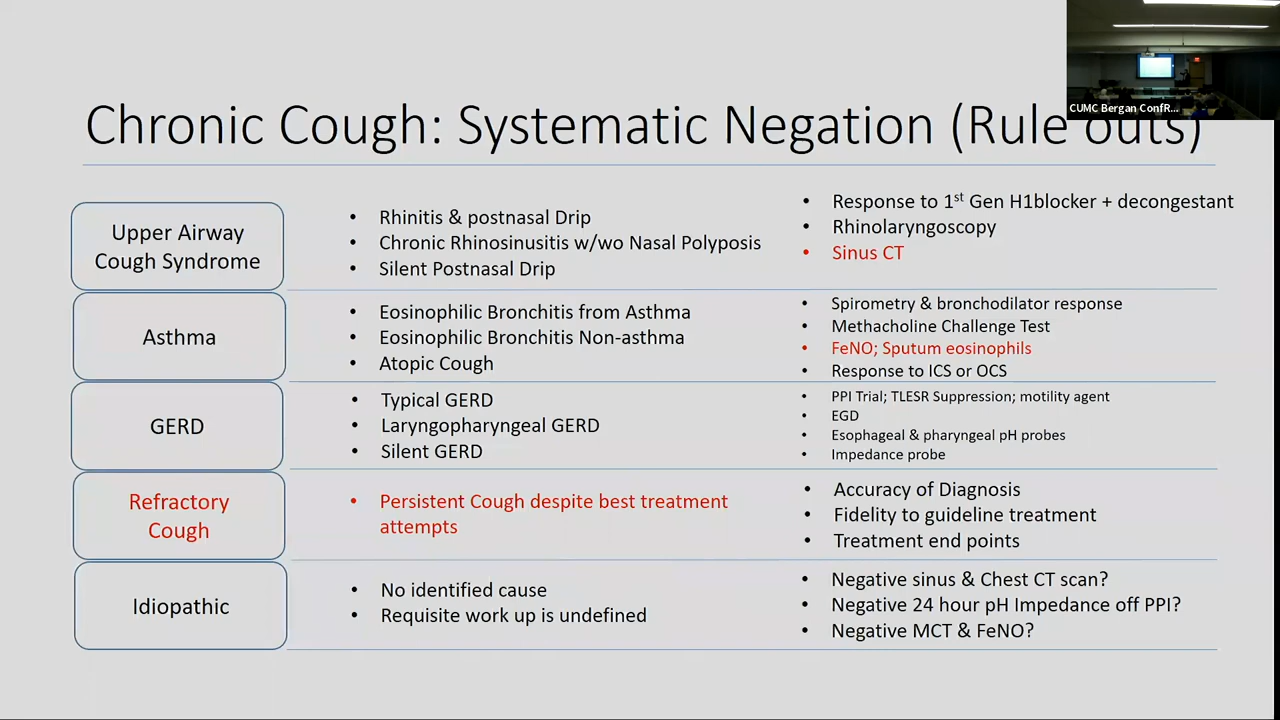 CUMC Bergan ConfR...
Chronic Cough: Systematic Negation (Rule outs)
Upper Airway
Cough Syndrome
• Rhinitis & postnasal Drip
• Chronic Rhinosinusitis w/wo Nasal Polyposis
• Silent Postnasal Drip
• Response to 1st Gen H1blocker + decongestant
• Rhinolaryngoscopy
• Sinus CT
Asthma
• Eosinophilic Bronchitis from Asthma
• Eosinophilic Bronchitis Non-asthma
• Atopic Cough
• Spirometry & bronchodilator response
• Methacholine Challenge Test
• FeNO; Sputum eosinophils
• Response to ICS or OCS
GERD
• Typical GERD
• Laryngopharyngeal GERD
• Silent GERD
• PPI Trial; TLESR Suppression; motility agent
• EGD
• Esophageal & pharyngeal pH probes
• Impedance probe
Refractory
Cough
• Persistent Cough despite best treatment
attempts
• Accuracy of Diagnosis
• Fidelity to guideline treatment
• Treatment end points
Idiopathic
• No identified cause
• Requisite work up is undefined
• Negative sinus & Chest CT scan?
• Negative 24 hour pH Impedance off PPI?
• Negative MCT & FeNO?